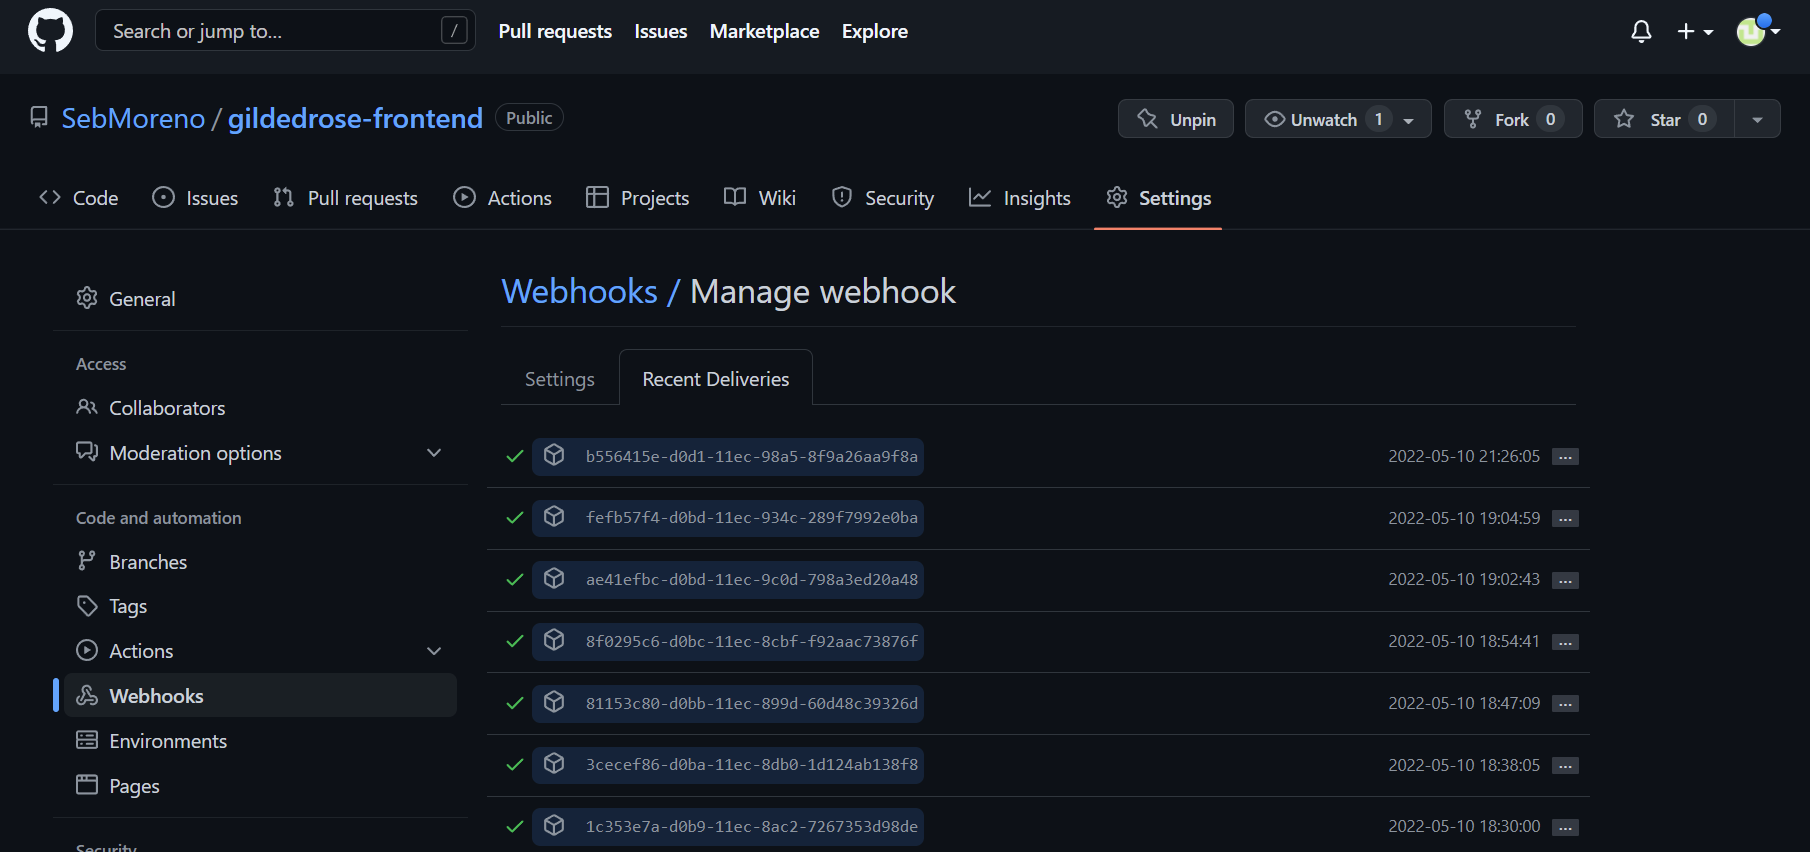 Search or jump to... /
Pull requests Issues Marketplace Explore
SebMoreno / gildedrose-frontend Public
Unpin Unwatch 1 Fork 0 Star 0
Code Issues Pull requests Actions Projects Wiki Security Insights Settings
General
Access
Collaborators
Moderation options
Code and automation
Branches
Tags
Actions
Webhooks
Environments
Pages
Security
Webhooks / Manage webhook
Settings Recent Deliveries
b556415e-d0d1-11ec-98a5-8f9a26aa9f8a 2022-05-10 21:26:05 ...
fefb57f4-d0bd-11ec-934c-289f7992e0ba 2022-05-10 19:04:59 ...
ae41efbc-d0bd-11ec-9c0d-798a3ed20a48 2022-05-10 19:02:43 ...
8f0295c6-d0bc-11ec-8cbf-f92aac73876f 2022-05-10 18:54:41 ...
81153c80-d0bb-11ec-899d-60d48c39326d 2022-05-10 18:47:09 ...
3cecef86-d0ba-11ec-8db0-1d124ab138f8 2022-05-10 18:38:05 ...
1c353e7a-d0b9-11ec-8ac2-7267353d98de 2022-05-10 18:30:00 ...